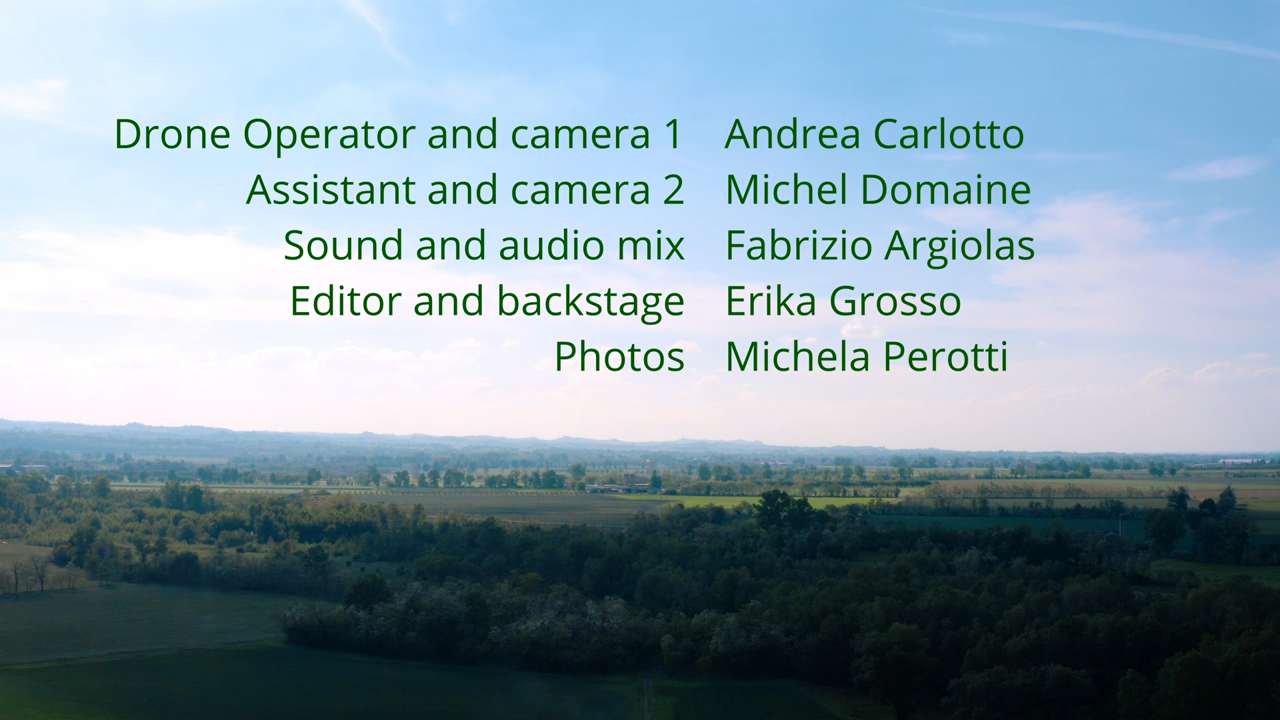 Drone Operator and camera 1 Andrea Carlotto
Assistant and camera 2 Michel Domaine
Sound and audio mix Fabrizio Argiolas
Editor and backstage Erika Grosso
Photos Michela Perotti